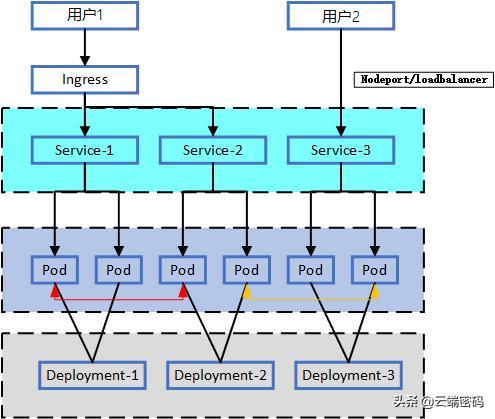 用户1
用户2
Ingress
Nodeport/loadbalancer
Service-1
Service-2
Service-3
Pod
Pod
Pod
Pod
Pod
Pod
Deployment-1
Deployment-2
Deployment-3
头条 @云端密码